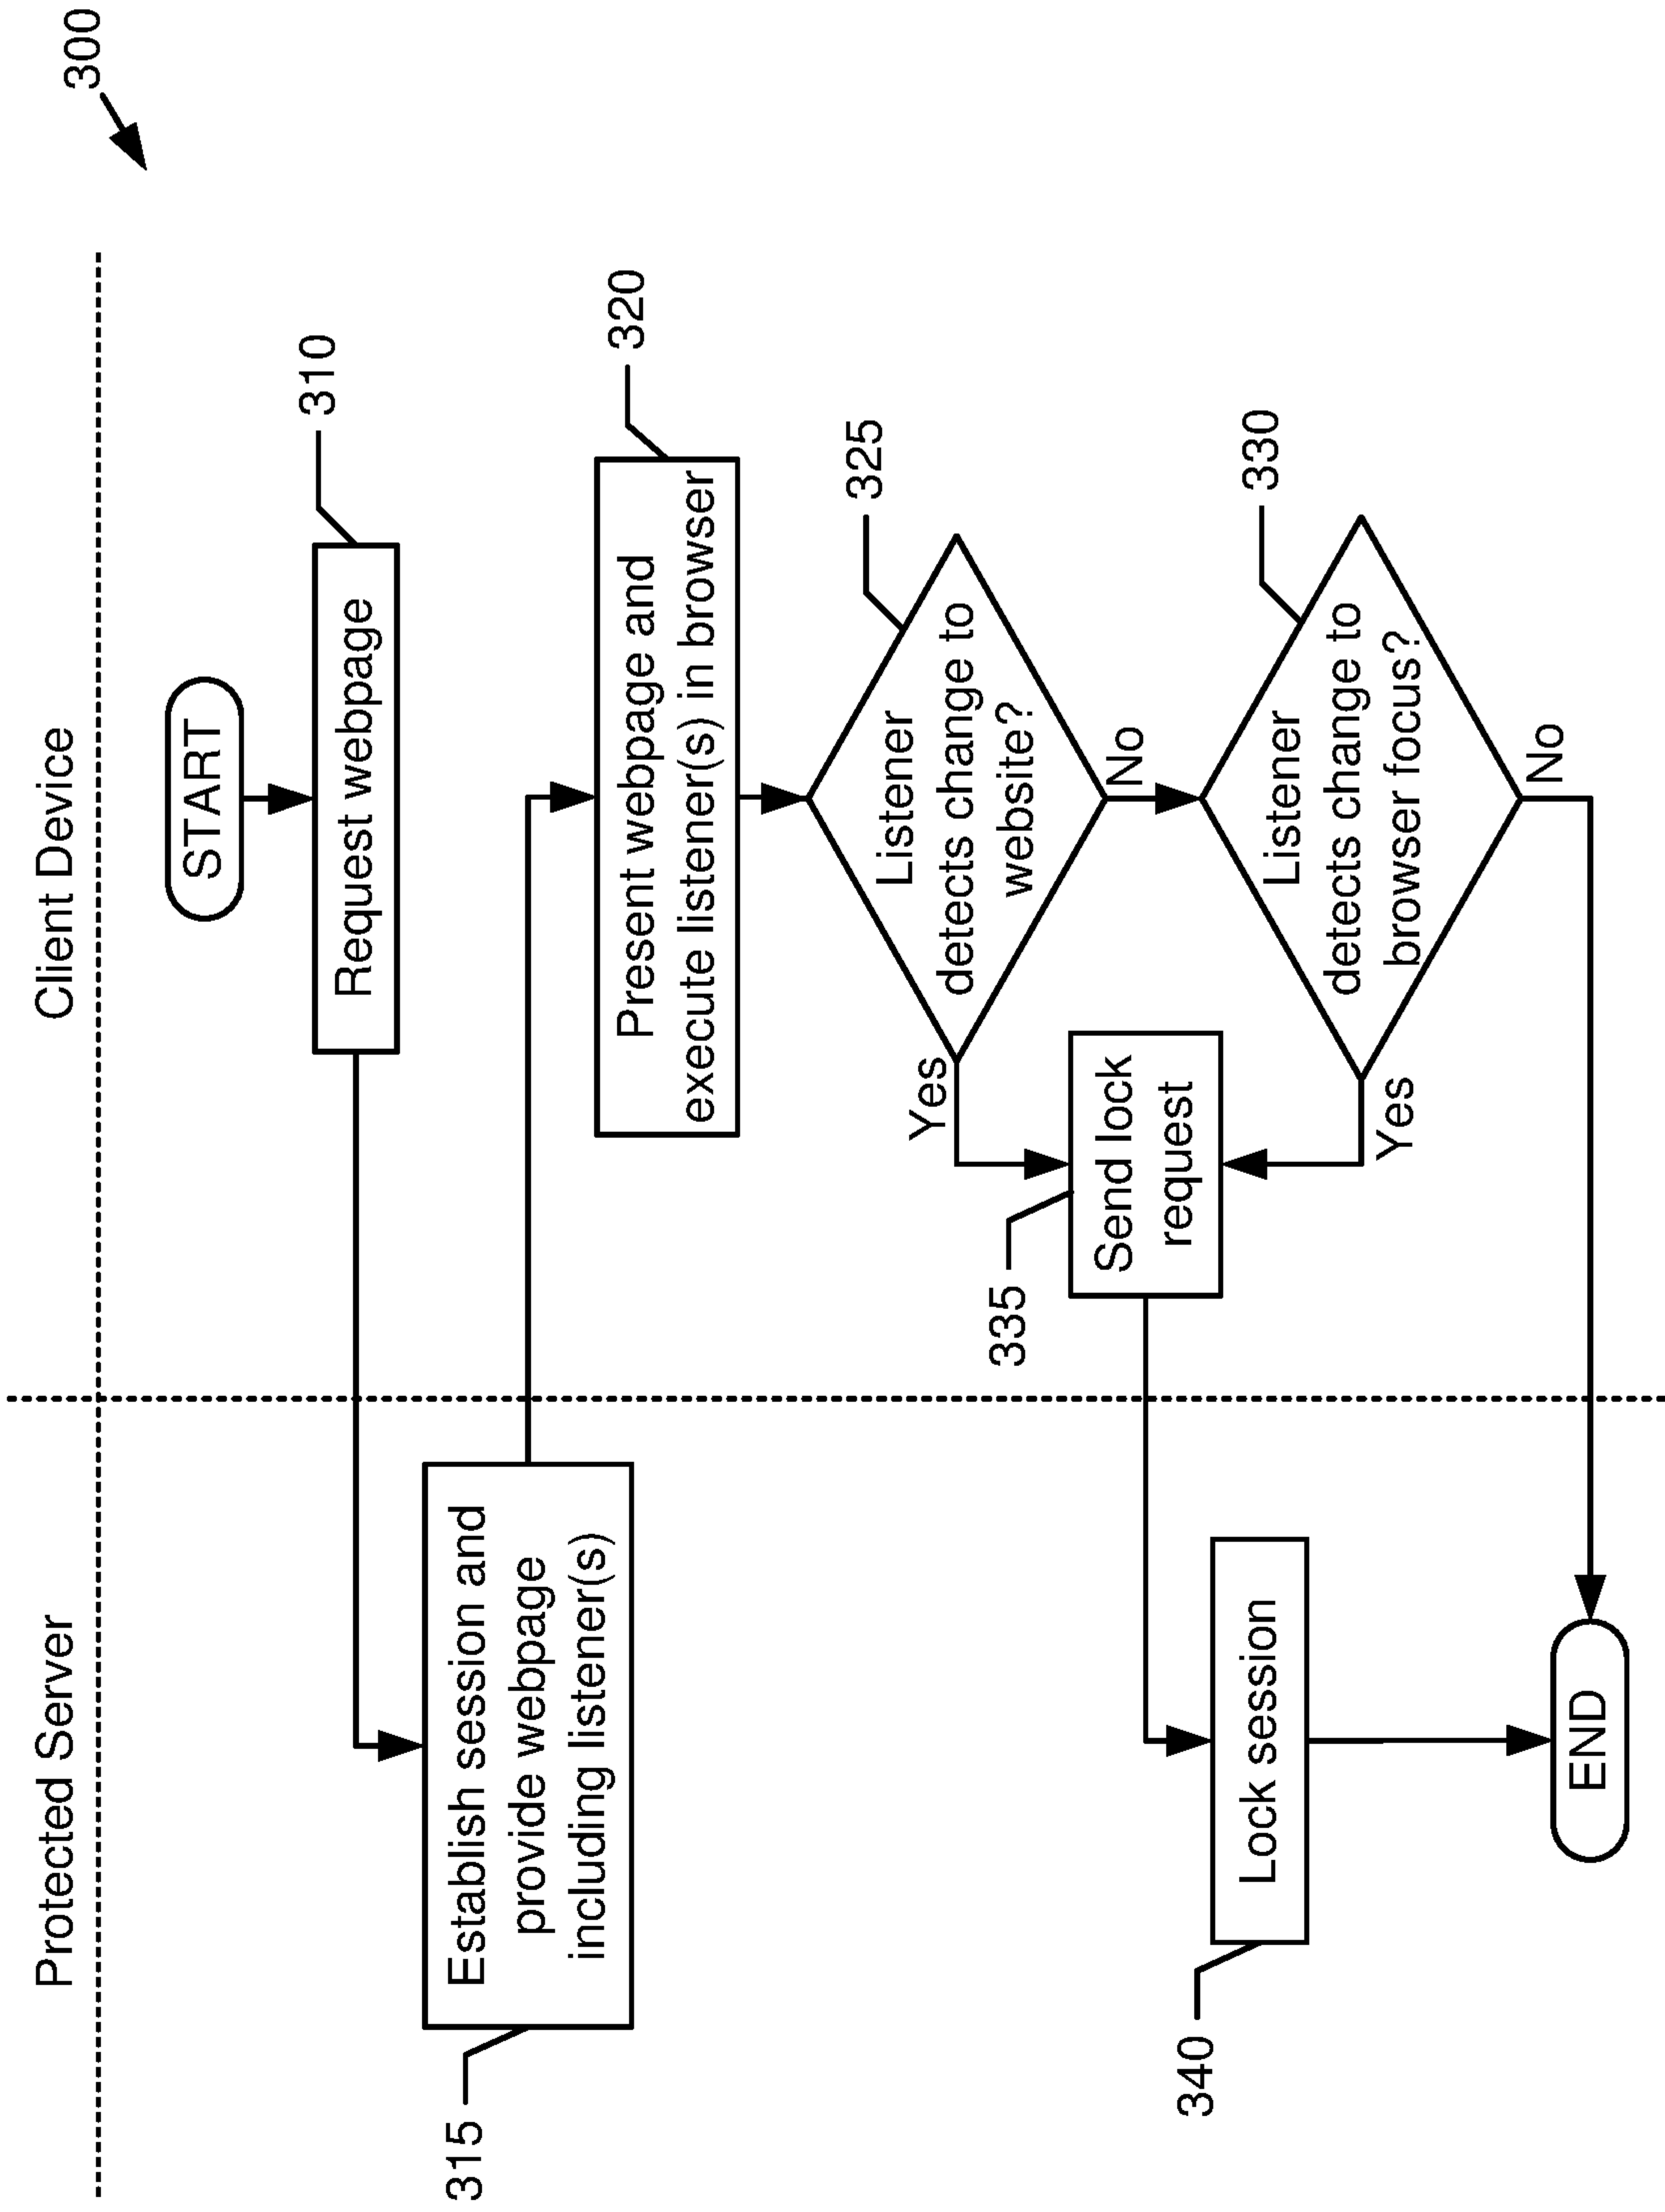 300
Protected Server
Client Device
START
Request webpage
310
Establish session and
provide webpage
including listener(s)
315
Present webpage and
execute listener(s) in browser
320
Listener
detects change to
website?
325
Yes
No
Listener
detects change to
browser focus?
330
Yes
No
Send lock
request
335
Lock session
340
END